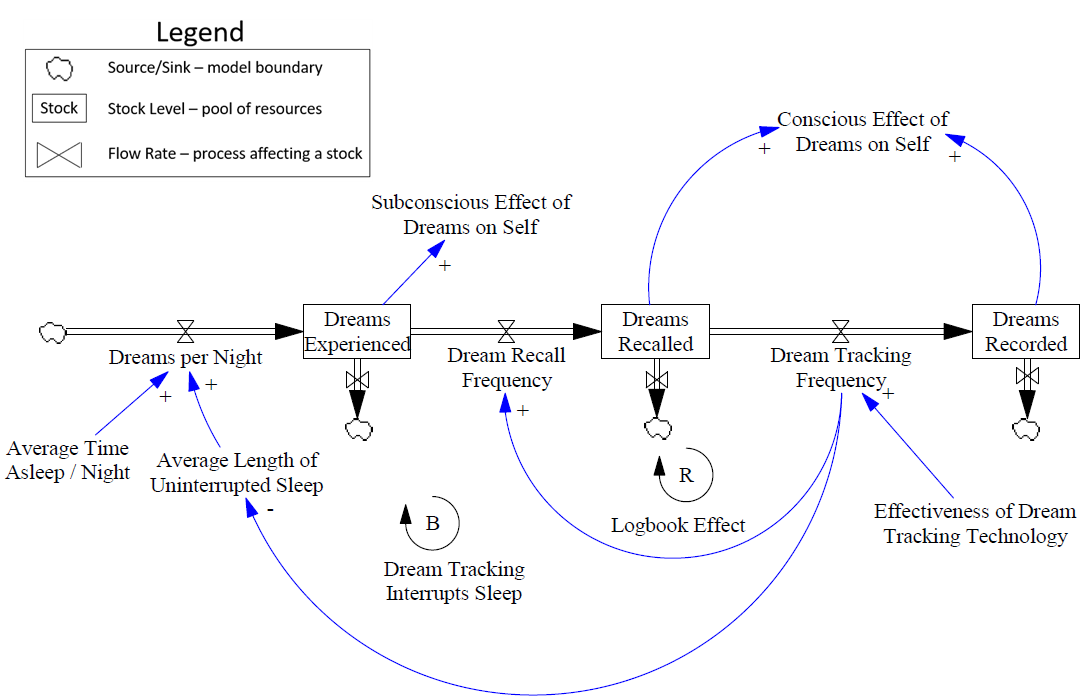 Legend
Source/Sink – model boundary
Stock
Stock Level – pool of resources
Flow Rate – process affecting a stock
Conscious Effect of
Dreams on Self
+
+
Subconscious Effect of
Dreams on Self
+
Dreams
Experienced
Dreams
Recalled
Dreams
Recorded
Dreams per Night
+
+
Dream Recall
Frequency
+
Dream Tracking
Frequency
+
Average Time
Asleep / Night
Average Length of
Uninterrupted Sleep
-
B
Dream Tracking
Interrupts Sleep
R
Logbook Effect
Effectiveness of Dream
Tracking Technology